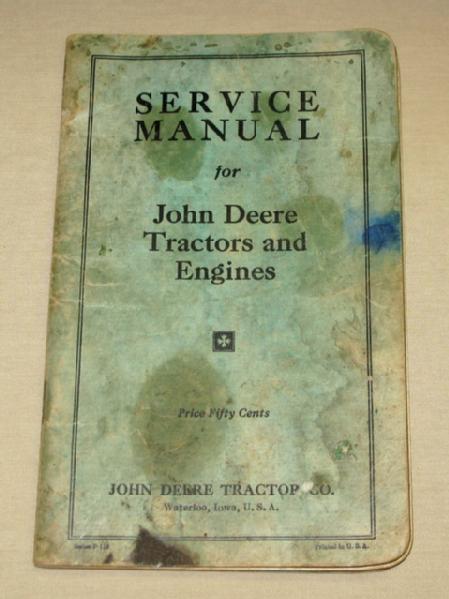 SERVICE
MANUAL
for
John Deere
Tractors and
Engines
Price Fifty Cents
JOHN DEERE TRACTOR CO.
Waterloo, Iowa, U. S. A.
Printed in U. S. A.